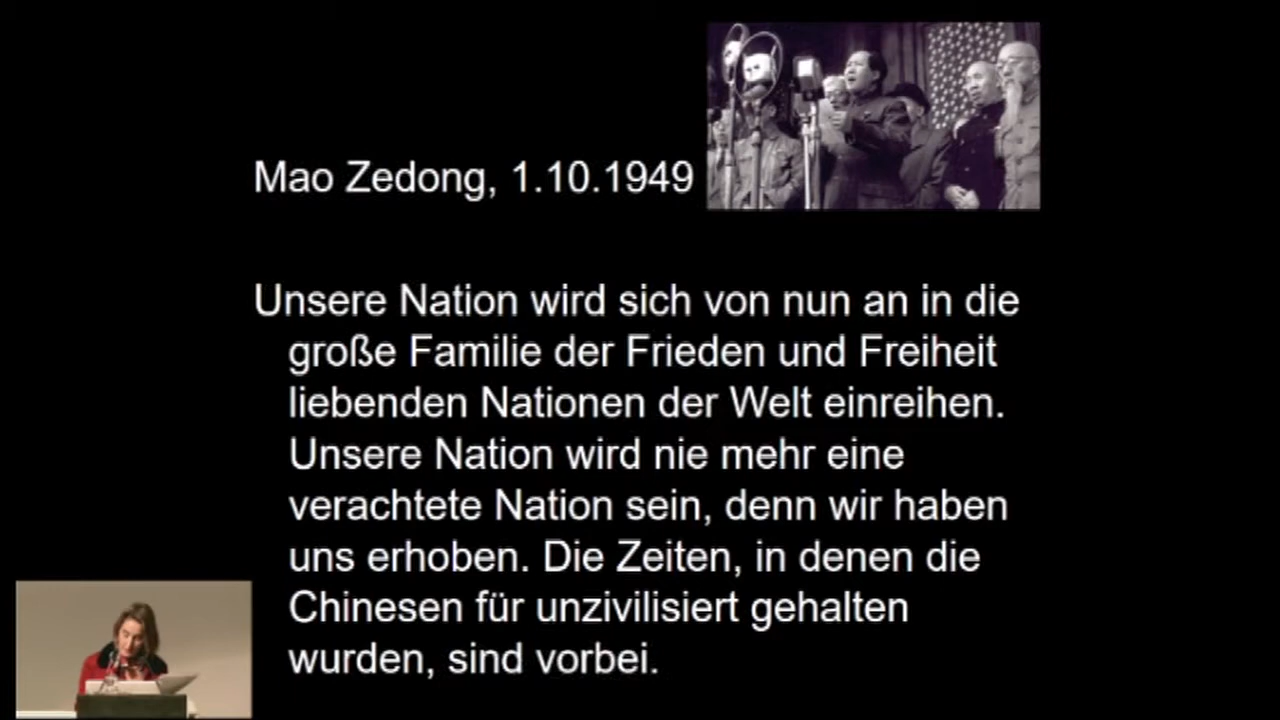 Mao Zedong, 1.10.1949
Unsere Nation wird sich von nun an in die
große Familie der Frieden und Freiheit
liebenden Nationen der Welt einreihen.
Unsere Nation wird nie mehr eine
verachtete Nation sein, denn wir haben
uns erhoben. Die Zeiten, in denen die
Chinesen für unzivilisiert gehalten
wurden, sind vorbei.